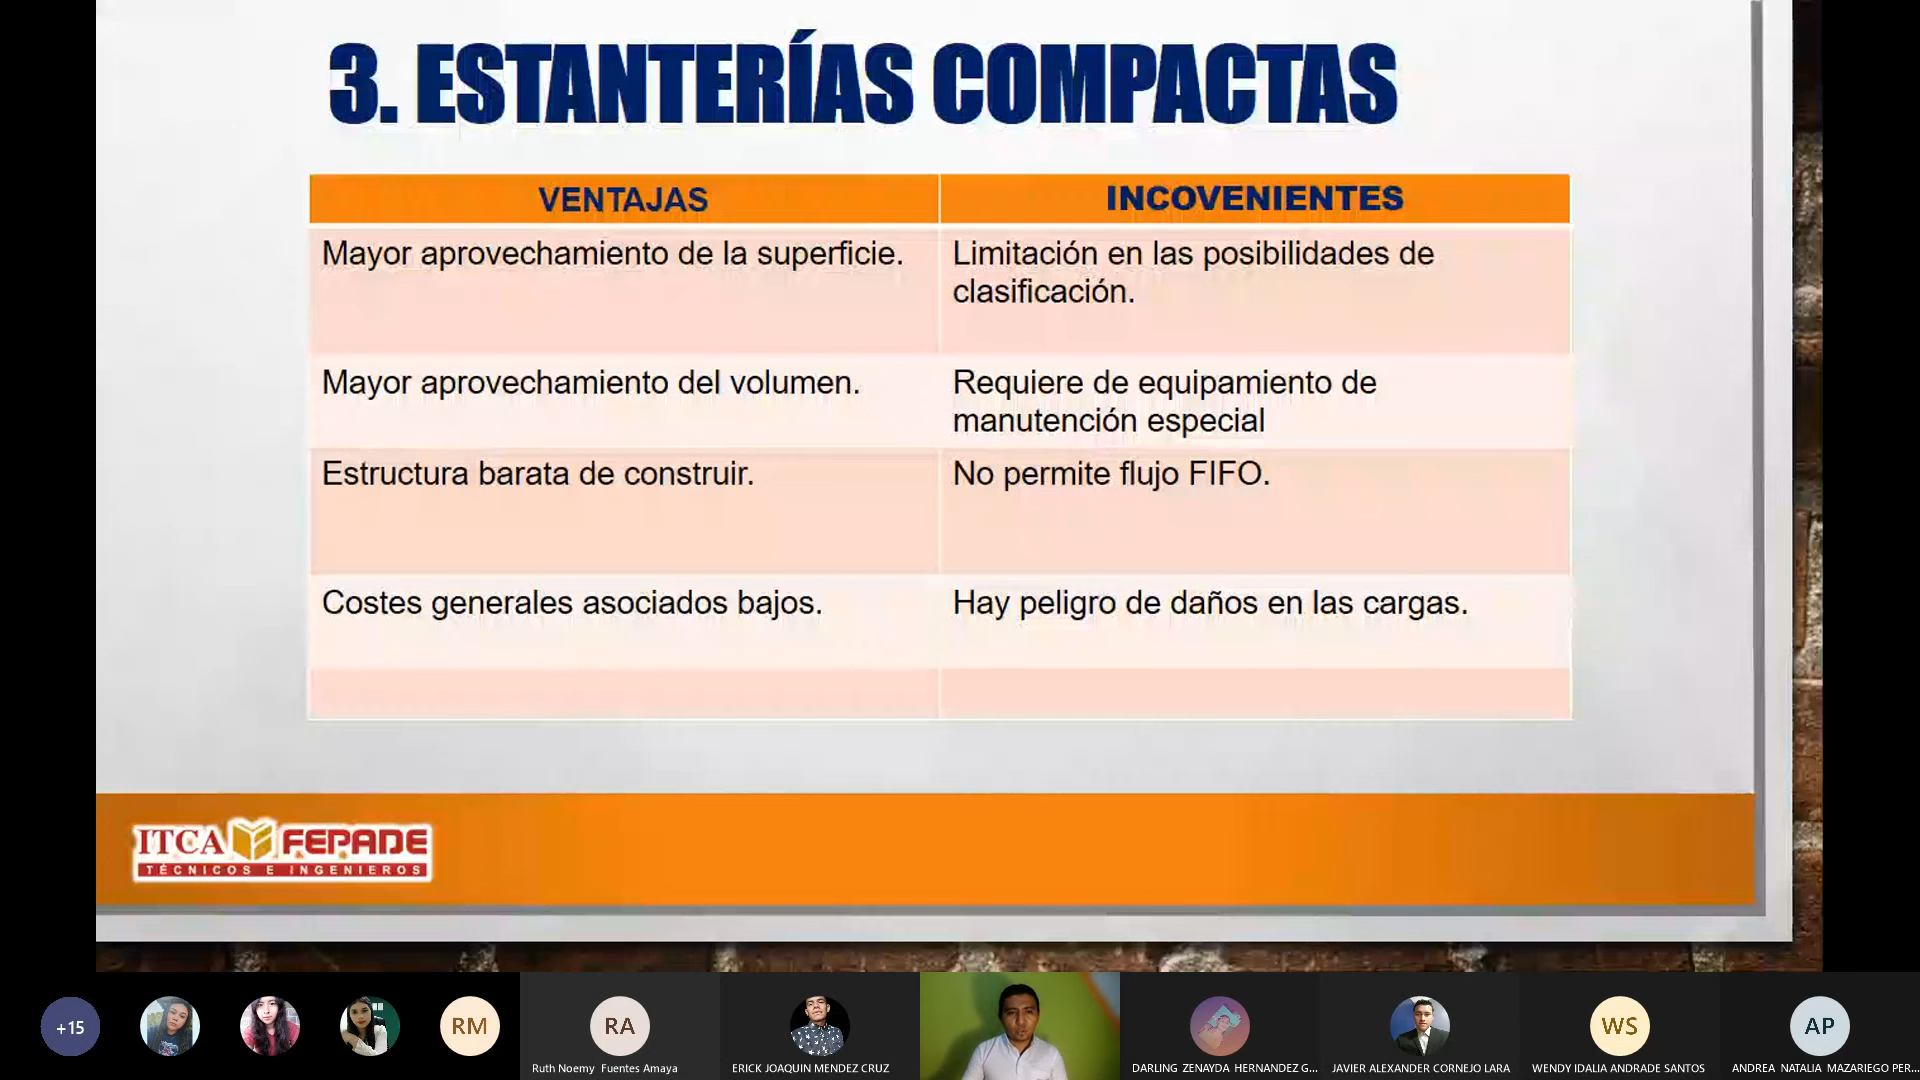 3. ESTANTERÍAS COMPACTAS
VENTAJAS
INCOVENIENTES
Mayor aprovechamiento de la superficie.
Limitación en las posibilidades de
clasificación.
Mayor aprovechamiento del volumen.
Requiere de equipamiento de
manutención especial
Estructura barata de construir.
No permite flujo FIFO.
Costes generales asociados bajos.
Hay peligro de daños en las cargas.
ITCA FEPADE
TÉCNICOS E INGENIEROS
+15
RM
RA
WS
AP
Ruth Noemy Fuentes Amaya
ERICK JOAQUIN MENDEZ CRUZ
DARLING ZENAYDA HERNANDEZ G...
JAVIER ALEXANDER CORNEJO LARA
WENDY IDALIA ANDRADE SANTOS
ANDREA NATALIA MAZARIEGO PER...